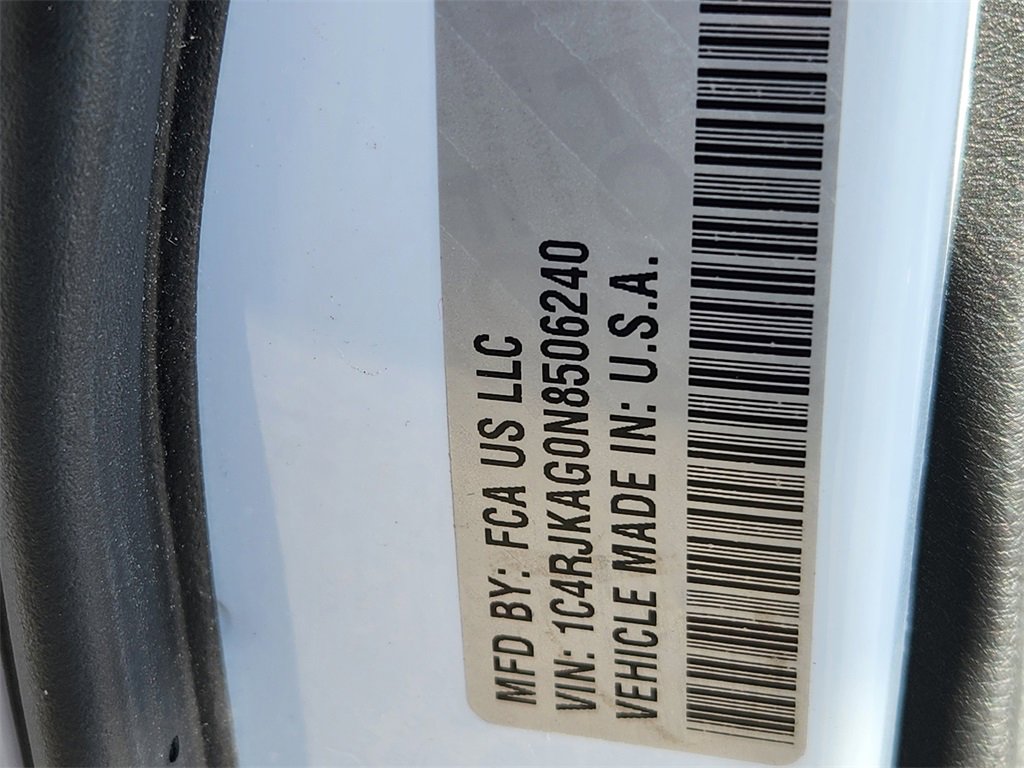 MFD BY: FCA US LLC
VIN: 1C4RJKAG0N8506240
VEHICLE MADE IN: U.S.A.